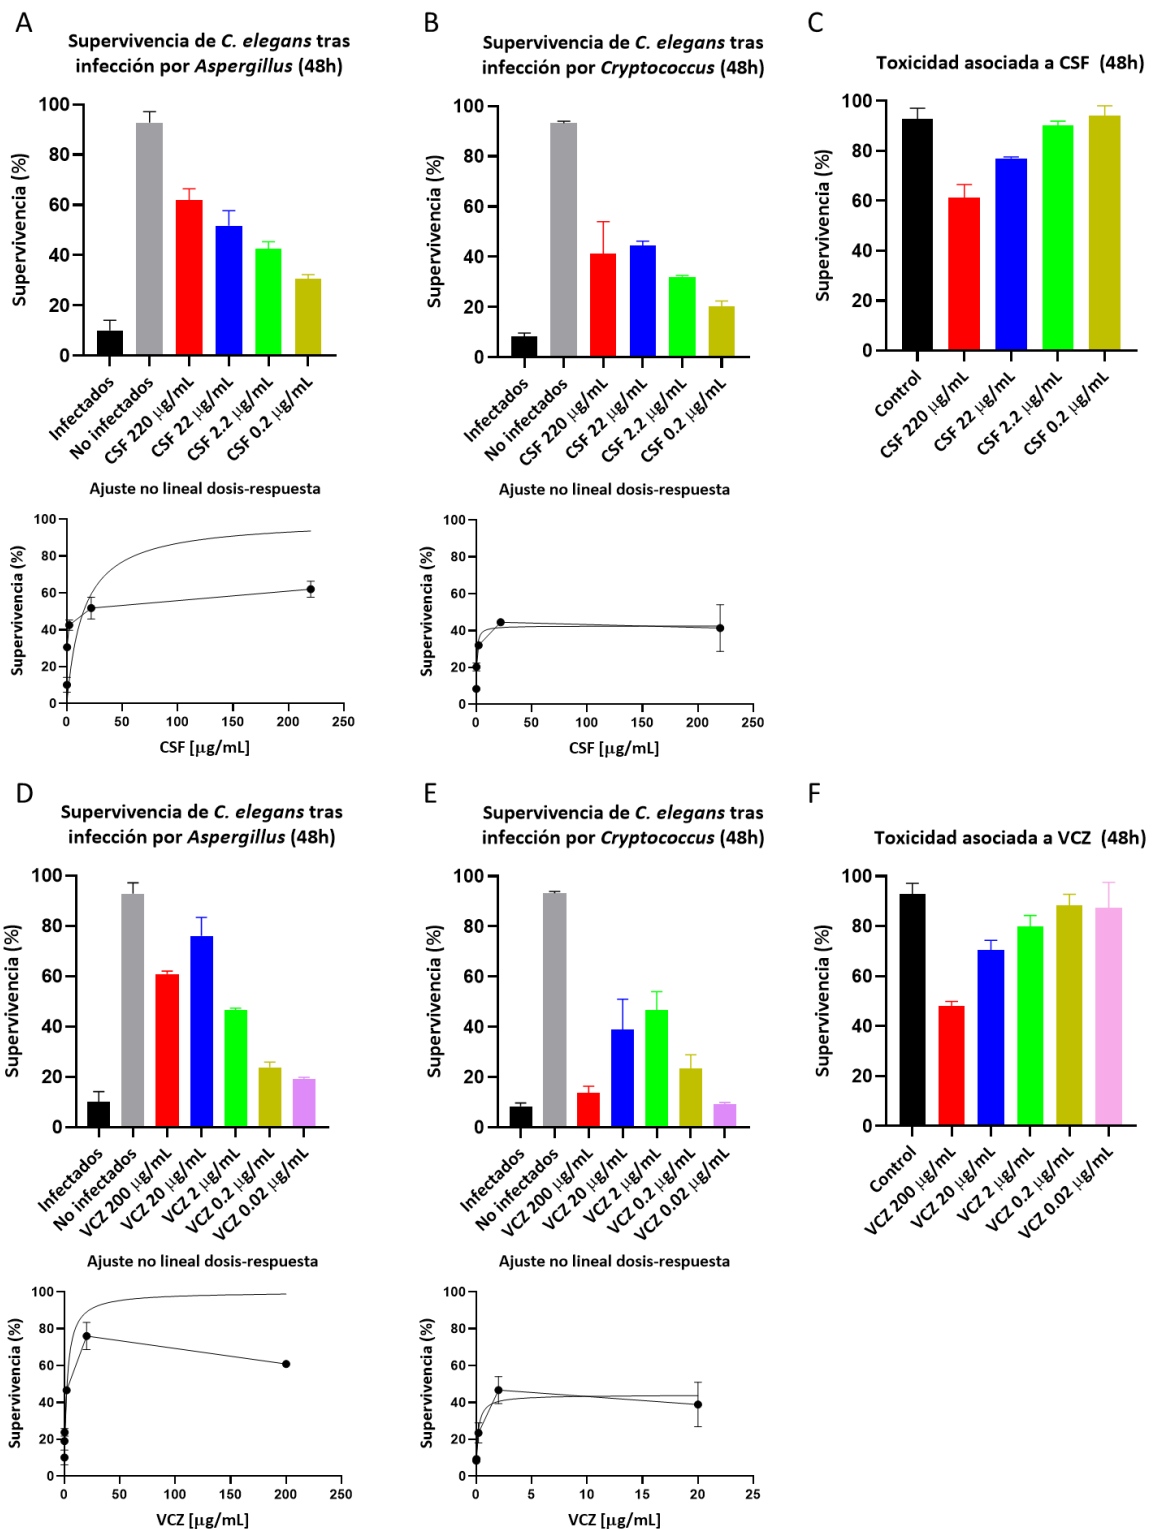 A
Supervivencia de C. elegans tras
infección por Aspergillus (48h)
Supervivencia (%)
100
80
60
40
20
0
Infectados
No infectados
CSF 220 µg/mL
CSF 22 µg/mL
CSF 2.2 µg/mL
CSF 0.2 µg/mL
Ajuste no lineal dosis-respuesta
Supervivencia (%)
100
80
60
40
20
0
0 50 100 150 200 250
CSF [µg/mL]
B
Supervivencia de C. elegans tras
infección por Cryptococcus (48h)
Supervivencia (%)
100
80
60
40
20
0
Infectados
No infectados
CSF 220 µg/mL
CSF 22 µg/mL
CSF 2.2 µg/mL
CSF 0.2 µg/mL
Ajuste no lineal dosis-respuesta
Supervivencia (%)
100
80
60
40
20
0
0 50 100 150 200 250
CSF [µg/mL]
C
Toxicidad asociada a CSF (48h)
Supervivencia (%)
100
80
60
40
20
0
Control
CSF 220 µg/mL
CSF 22 µg/mL
CSF 2.2 µg/mL
CSF 0.2 µg/mL
D
Supervivencia de C. elegans tras
infección por Aspergillus (48h)
Supervivencia (%)
100
80
60
40
20
0
Infectados
No infectados
VCZ 200 µg/mL
VCZ 20 µg/mL
VCZ 2 µg/mL
VCZ 0.2 µg/mL
VCZ 0.02 µg/mL
Ajuste no lineal dosis-respuesta
Supervivencia (%)
100
80
60
40
20
0
0 50 100 150 200 250
VCZ [µg/mL]
E
Supervivencia de C. elegans tras
infección por Cryptococcus (48h)
Supervivencia (%)
100
80
60
40
20
0
Infectados
No infectados
VCZ 200 µg/mL
VCZ 20 µg/mL
VCZ 2 µg/mL
VCZ 0.2 µg/mL
VCZ 0.02 µg/mL
Ajuste no lineal dosis-respuesta
Supervivencia (%)
100
80
60
40
20
0
0 5 10 15 20 25
VCZ [µg/mL]
F
Toxicidad asociada a VCZ (48h)
Supervivencia (%)
100
80
60
40
20
0
Control
VCZ 200 µg/mL
VCZ 20 µg/mL
VCZ 2 µg/mL
VCZ 0.2 µg/mL
VCZ 0.02 µg/mL